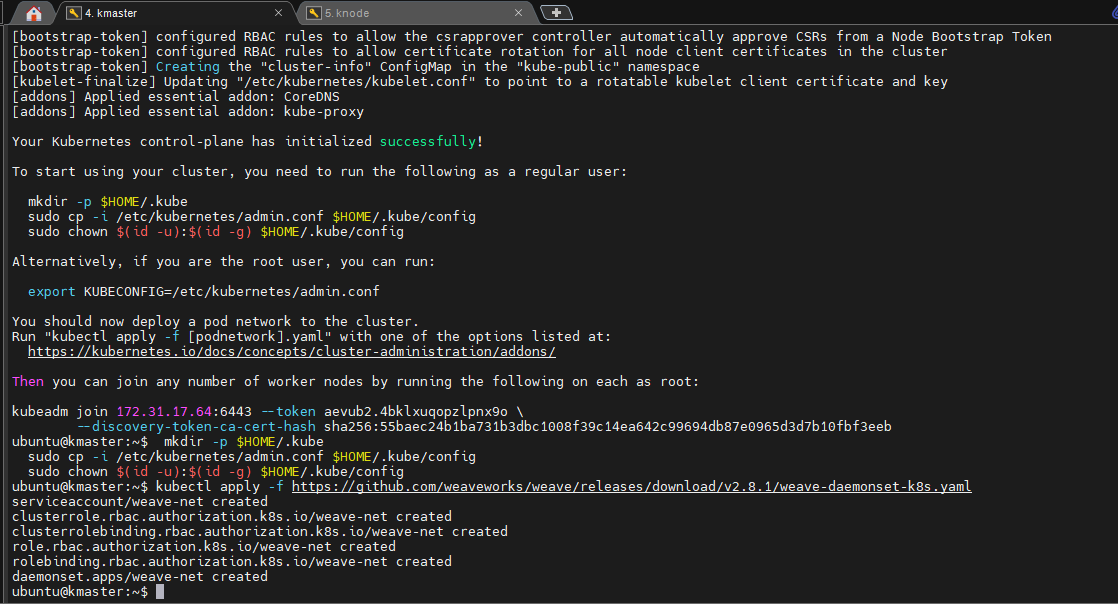 4. kmaster
5. knode
[bootstrap-token] configured RBAC rules to allow the csrapprover controller automatically approve CSRs from a Node Bootstrap Token
[bootstrap-token] configured RBAC rules to allow certificate rotation for all node client certificates in the cluster
[bootstrap-token] Creating the "cluster-info" ConfigMap in the "kube-public" namespace
[kubelet-finalize] Updating "/etc/kubernetes/kubelet.conf" to point to a rotatable kubelet client certificate and key
[addons] Applied essential addon: CoreDNS
[addons] Applied essential addon: kube-proxy
Your Kubernetes control-plane has initialized successfully!
To start using your cluster, you need to run the following as a regular user:
  mkdir -p $HOME/.kube
  sudo cp -i /etc/kubernetes/admin.conf $HOME/.kube/config
  sudo chown $(id -u):$(id -g) $HOME/.kube/config
Alternatively, if you are the root user, you can run:
  export KUBECONFIG=/etc/kubernetes/admin.conf
You should now deploy a pod network to the cluster.
Run "kubectl apply -f [podnetwork].yaml" with one of the options listed at:
  https://kubernetes.io/docs/concepts/cluster-administration/addons/
Then you can join any number of worker nodes by running the following on each as root:
kubeadm join 172.31.17.64:6443 --token aevub2.4bklxuqopzlpnx9o \
        --discovery-token-ca-cert-hash sha256:55baec24b1ba731b3dbc1008f39c14ea642c99694db87e0965d3d7b10fbf3eeb
ubuntu@kmaster:~$  mkdir -p $HOME/.kube
  sudo cp -i /etc/kubernetes/admin.conf $HOME/.kube/config
  sudo chown $(id -u):$(id -g) $HOME/.kube/config
ubuntu@kmaster:~$ kubectl apply -f https://github.com/weaveworks/weave/releases/download/v2.8.1/weave-daemonset-k8s.yaml
serviceaccount/weave-net created
clusterrole.rbac.authorization.k8s.io/weave-net created
clusterrolebinding.rbac.authorization.k8s.io/weave-net created
role.rbac.authorization.k8s.io/weave-net created
rolebinding.rbac.authorization.k8s.io/weave-net created
daemonset.apps/weave-net created
ubuntu@kmaster:~$